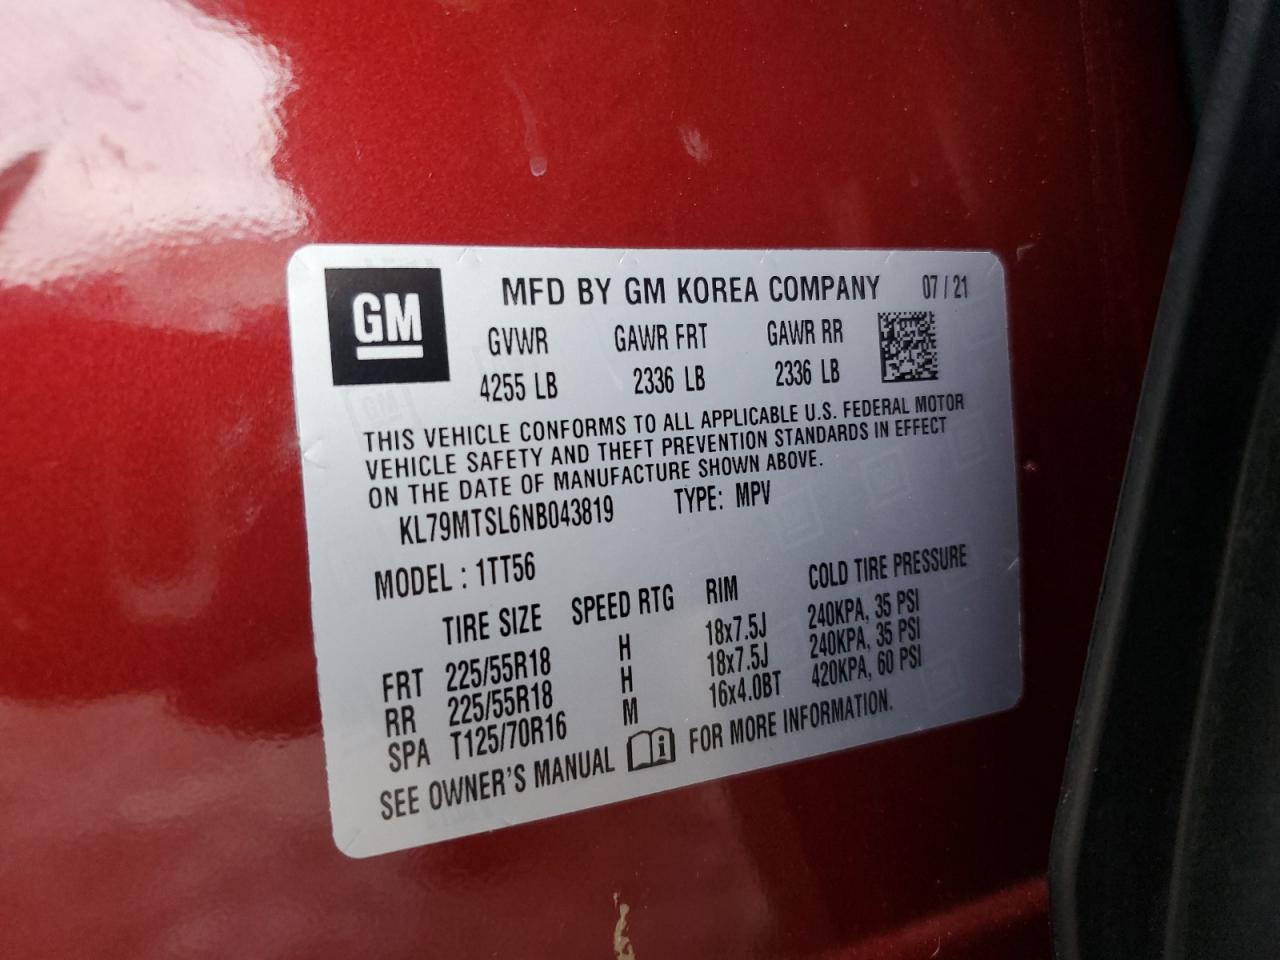 GM
MFD BY GM KOREA COMPANY 07/21
GVWR GAWR FRT GAWR RR
4255 LB 2336 LB 2336 LB
THIS VEHICLE CONFORMS TO ALL APPLICABLE U.S. FEDERAL MOTOR
VEHICLE SAFETY AND THEFT PREVENTION STANDARDS IN EFFECT
ON THE DATE OF MANUFACTURE SHOWN ABOVE.
KL79MTSL6NB043819 TYPE: MPV
MODEL : 1TT56
TIRE SIZE SPEED RTG RIM COLD TIRE PRESSURE
FRT 225/55R18 H 18x7.5J 240KPA, 35 PSI
RR 225/55R18 H 18x7.5J 240KPA, 35 PSI
SPA T125/70R16 M 16x4.0BT 420KPA, 60 PSI
SEE OWNER'S MANUAL FOR MORE INFORMATION.